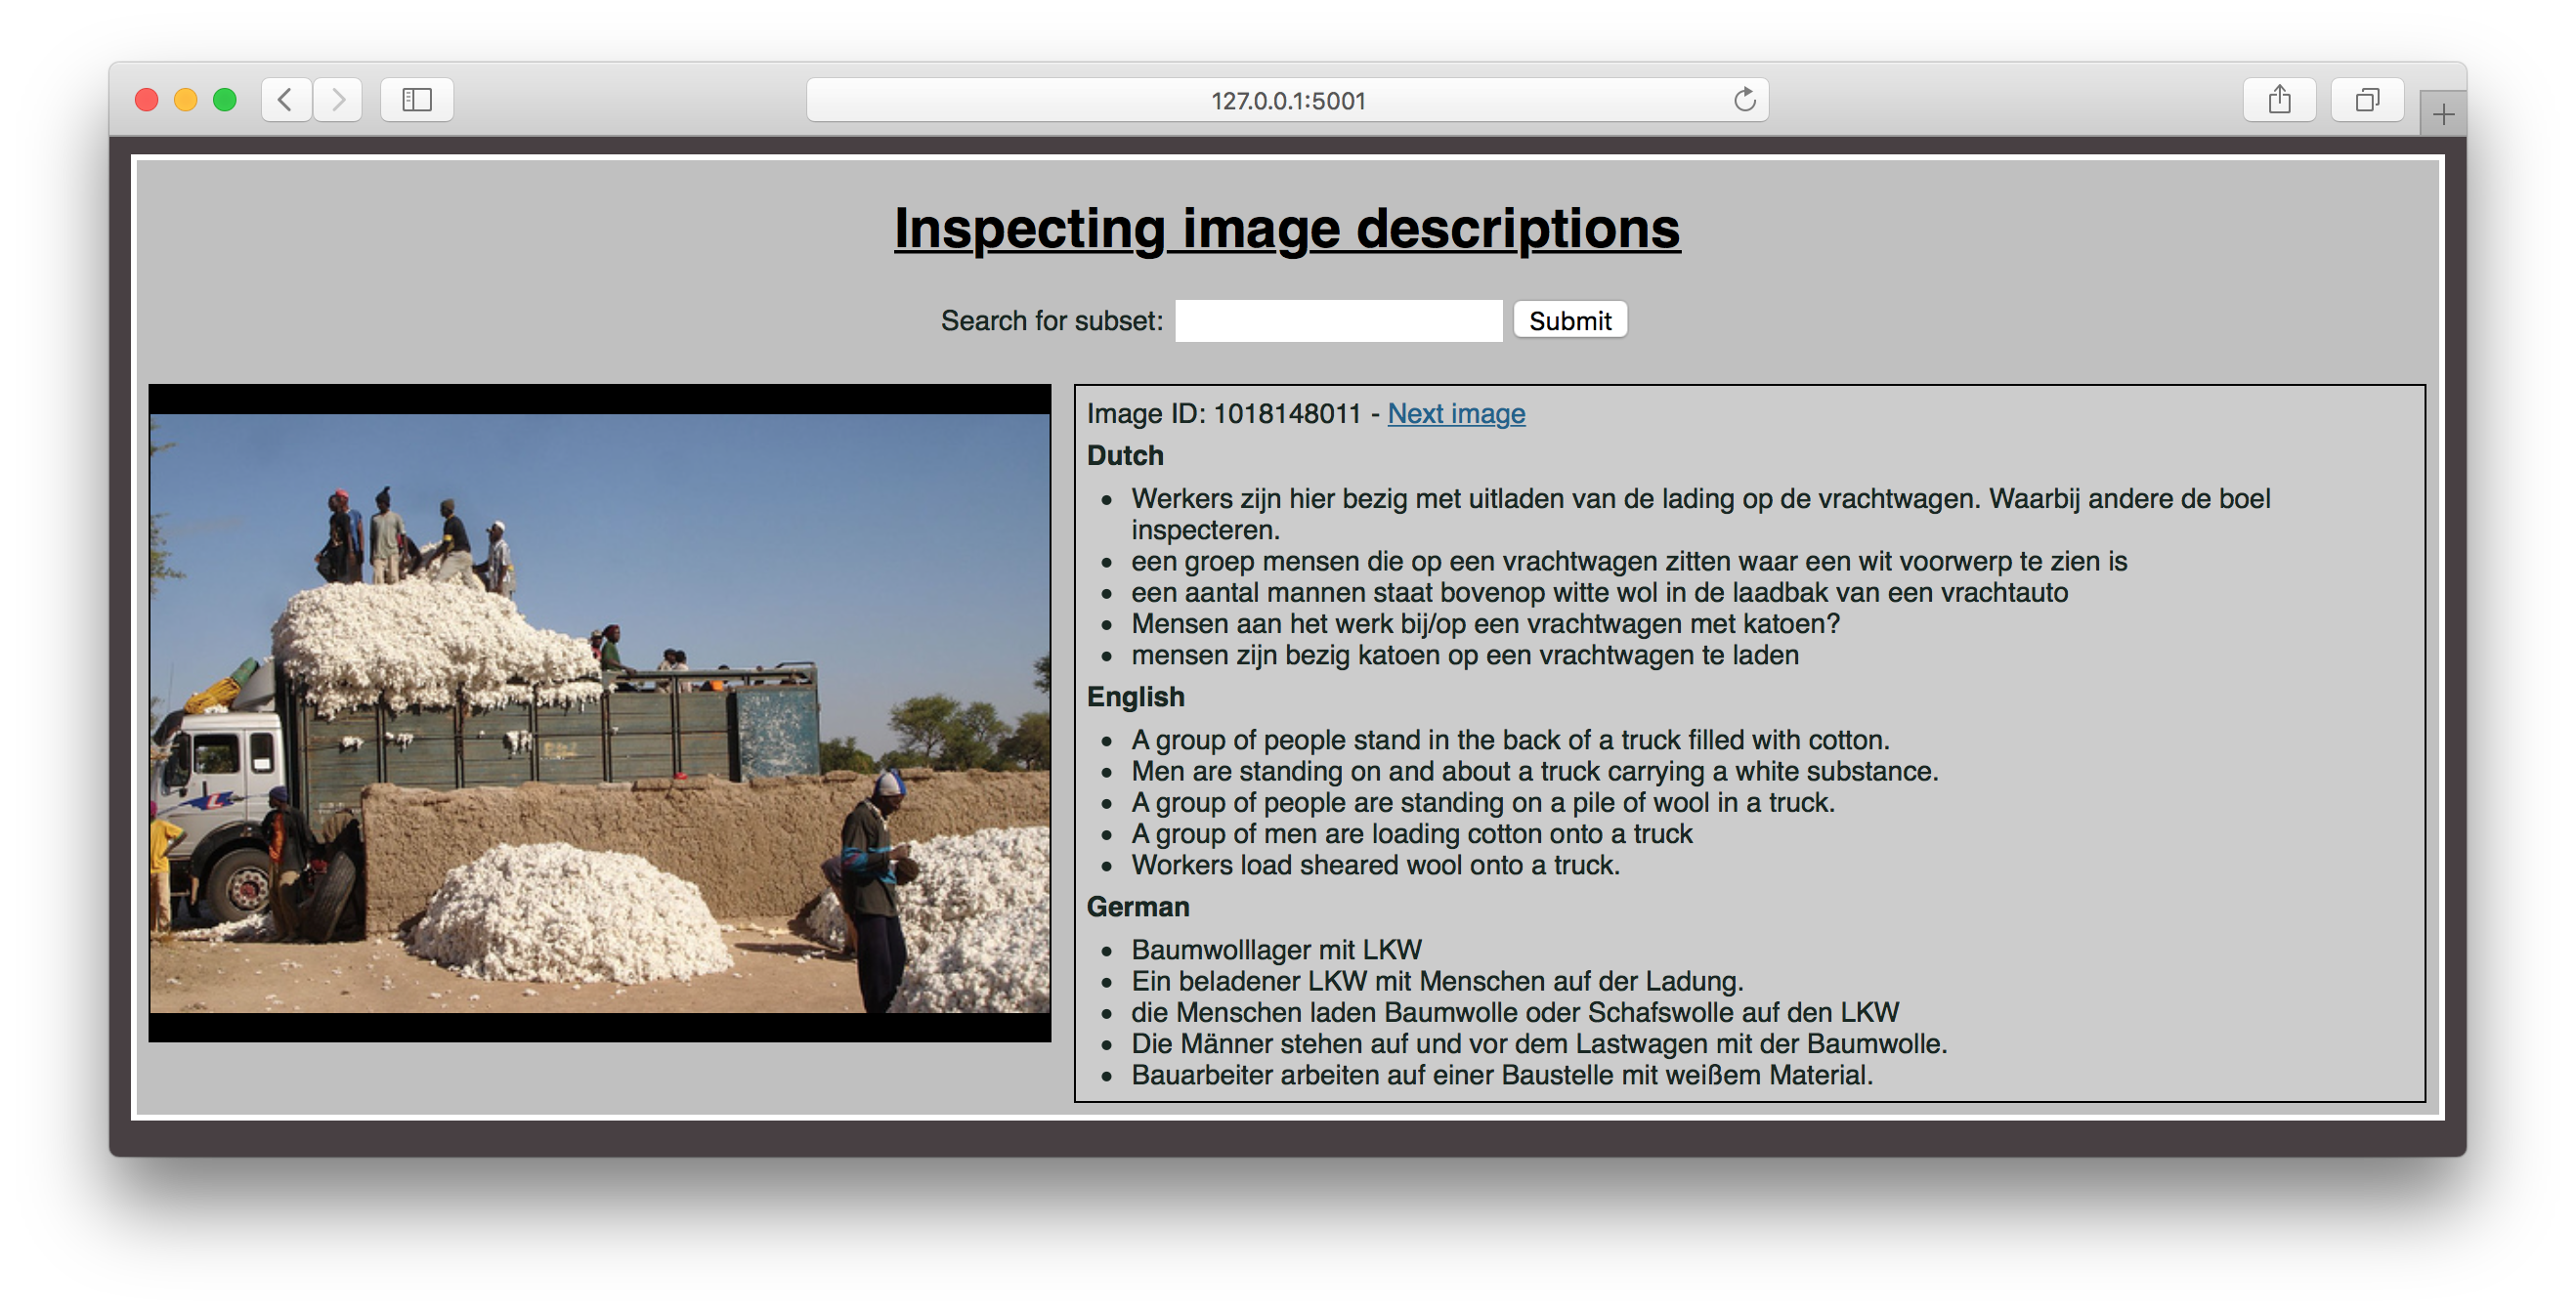 127.0.0.1:5001
Inspecting image descriptions
Search for subset: Submit
Image ID: 1018148011 - Next image
Dutch
Werkers zijn hier bezig met uitladen van de lading op de vrachtwagen. Waarbij andere de boel
inspecteren.
een groep mensen die op een vrachtwagen zitten waar een wit voorwerp te zien is
een aantal mannen staat bovenop witte wol in de laadbak van een vrachtauto
Mensen aan het werk bij/op een vrachtwagen met katoen?
mensen zijn bezig katoen op een vrachtwagen te laden
English
A group of people stand in the back of a truck filled with cotton.
Men are standing on and about a truck carrying a white substance.
A group of people are standing on a pile of wool in a truck.
A group of men are loading cotton onto a truck
Workers load sheared wool onto a truck.
German
Baumwolllager mit LKW
Ein beladener LKW mit Menschen auf der Ladung.
die Menschen laden Baumwolle oder Schafswolle auf den LKW
Die Männer stehen auf und vor dem Lastwagen mit der Baumwolle.
Bauarbeiter arbeiten auf einer Baustelle mit weißem Material.